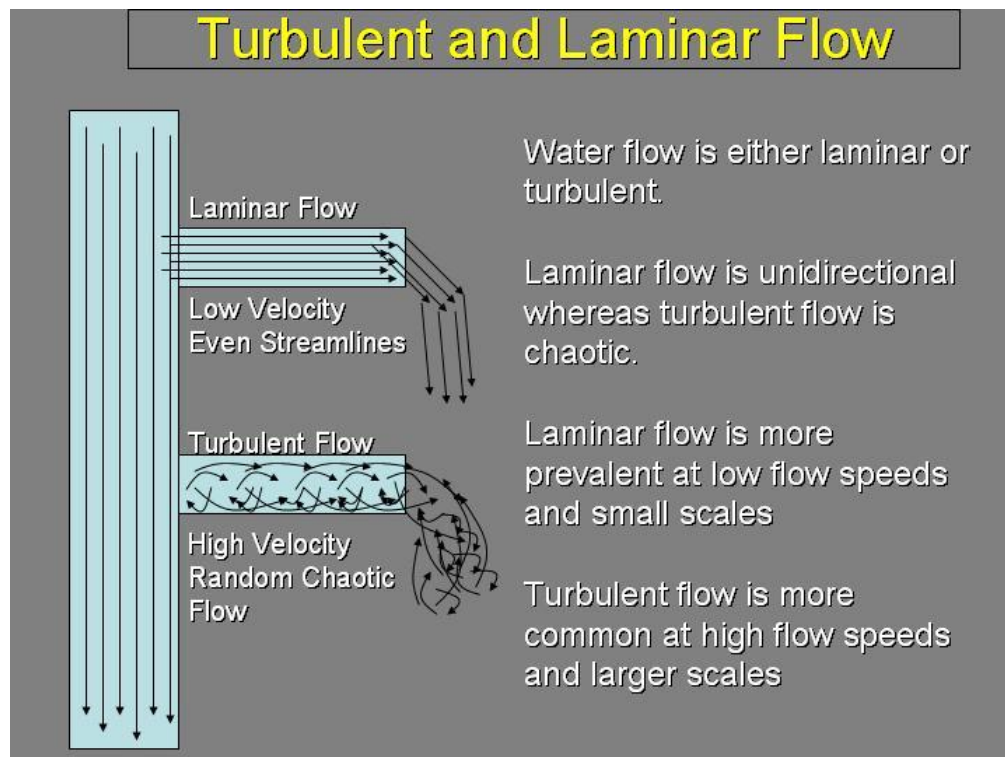 Turbulent and Laminar Flow
Laminar Flow
Low Velocity
Even Streamlines
Turbulent Flow
High Velocity
Random Chaotic
Flow
Water flow is either laminar or
turbulent.
Laminar flow is unidirectional
whereas turbulent flow is
chaotic.
Laminar flow is more
prevalent at low flow speeds
and small scales
Turbulent flow is more
common at high flow speeds
and larger scales